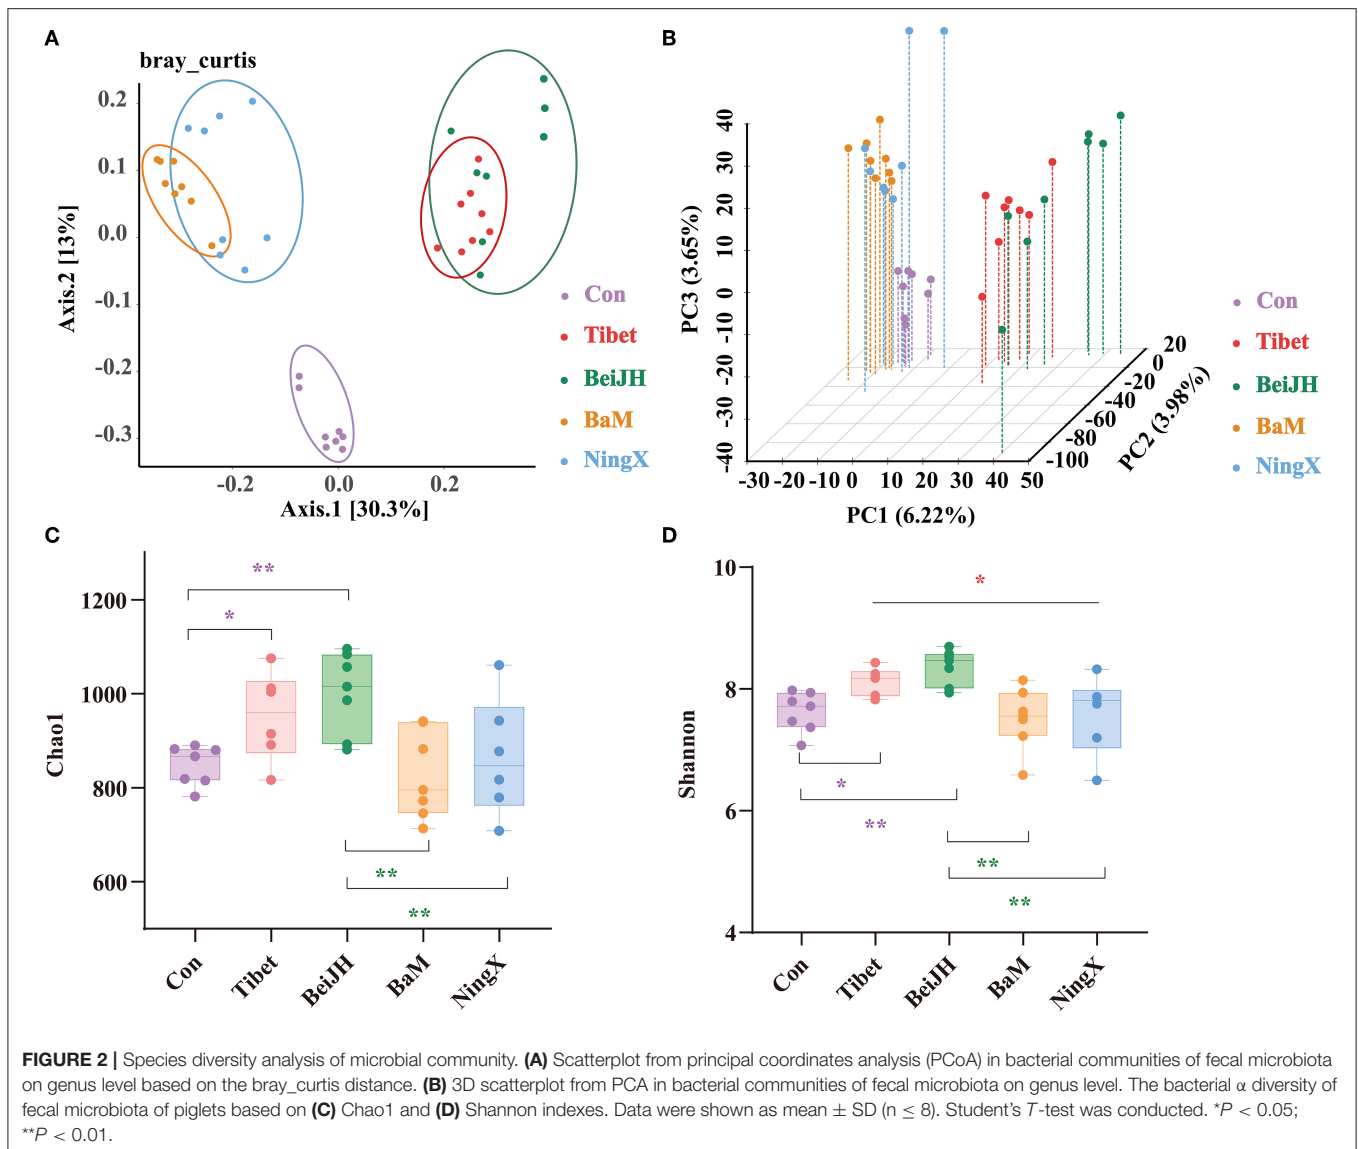 A
bray_curtis
0.2
0.1
0.0
-0.1
-0.2
-0.3
Axis.2 [13%]
-0.2
0.0
0.2
Axis.1 [30.3%]
Con
Tibet
BeiJH
BaM
NingX
B
40
30
20
10
0
-10
-20
-30
-40
PC3 (3.65%)
-30 -20 -10 0 10 20 30 40 50
PC1 (6.22%)
20
0
-20
-40
-60
-80
-100
PC2 (3.98%)
Con
Tibet
BeiJH
BaM
NingX
C
1200
1000
800
600
Chao1
**
*
**
**
Con
Tibet
BeiJH
BaM
NingX
D
10
8
6
4
Shannon
*
*
**
**
**
Con
Tibet
BeiJH
BaM
NingX
FIGURE 2 | Species diversity analysis of microbial community. (A) Scatterplot from principal coordinates analysis (PCoA) in bacterial communities of fecal microbiota
on genus level based on the bray_curtis distance. (B) 3D scatterplot from PCA in bacterial communities of fecal microbiota on genus level. The bacterial α diversity of
fecal microbiota of piglets based on (C) Chao1 and (D) Shannon indexes. Data were shown as mean ± SD (n ≤ 8). Student's T-test was conducted. *P < 0.05;
**P < 0.01.